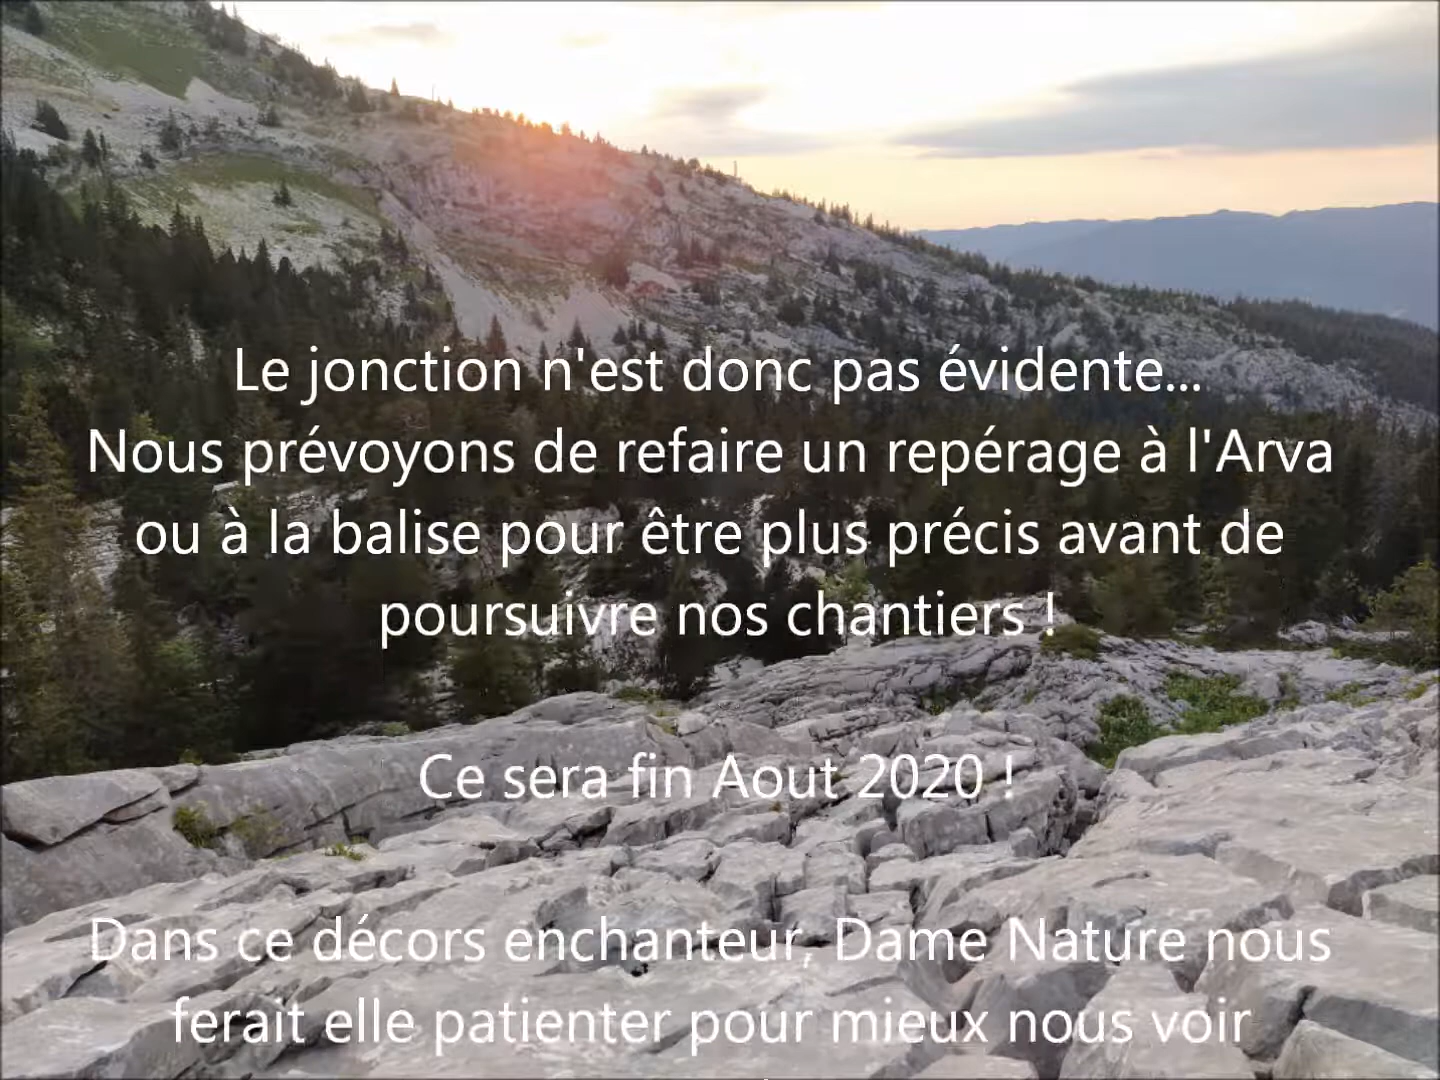 Le jonction n'est donc pas évidente...
Nous prévoyons de refaire un repérage à l'Arva
ou à la balise pour être plus précis avant de
poursuivre nos chantiers !
Ce sera fin Aout 2020 !
Dans ce décors enchanteur, Dame Nature nous
ferait elle patienter pour mieux nous voir